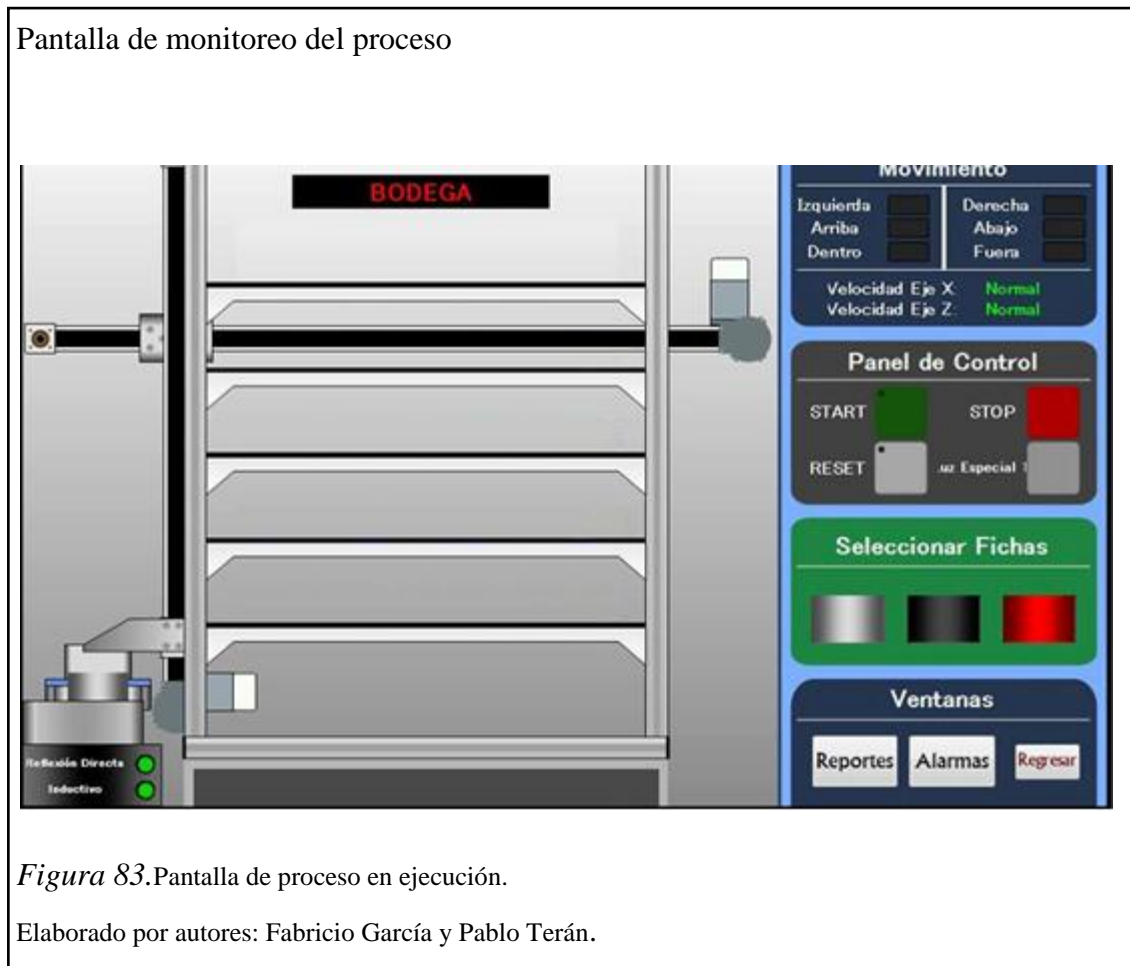 Pantalla de monitoreo del proceso
BODEGA
Movimiento
Izquierda Derecha
Arriba Abajo
Dentro Fuera
Velocidad Eje X: Normal
Velocidad Eje Z: Normal
Panel de Control
START STOP
RESET uz Especial
Seleccionar Fichas
Ventanas
Reportes Alarmas Regresar
Reflexión Directa
Inductivo
Figura 83.Pantalla de proceso en ejecución.
Elaborado por autores: Fabricio García y Pablo Terán.